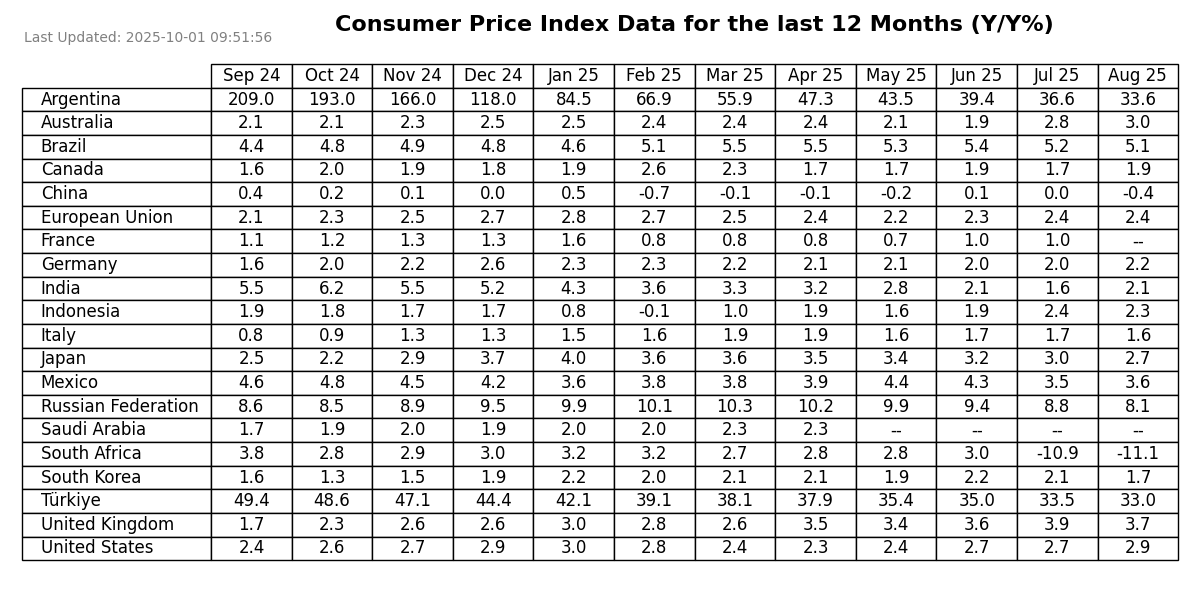 Consumer Price Index Data for the last 12 Months (Y/Y%)
Last Updated: 2025-10-01 09:51:56
Sep 24 Oct 24 Nov 24 Dec 24 Jan 25 Feb 25 Mar 25 Apr 25 May 25 Jun 25 Jul 25 Aug 25
Argentina 209.0 193.0 166.0 118.0 84.5 66.9 55.9 47.3 43.5 39.4 36.6 33.6
Australia 2.1 2.1 2.3 2.5 2.5 2.4 2.4 2.4 2.1 1.9 2.8 3.0
Brazil 4.4 4.8 4.9 4.8 4.6 5.1 5.5 5.5 5.3 5.4 5.2 5.1
Canada 1.6 2.0 1.9 1.8 1.9 2.6 2.3 1.7 1.7 1.9 1.7 1.9
China 0.4 0.2 0.1 0.0 0.5 -0.7 -0.1 -0.1 -0.2 0.1 0.0 -0.4
European Union 2.1 2.3 2.5 2.7 2.8 2.7 2.5 2.4 2.2 2.3 2.4 2.4
France 1.1 1.2 1.3 1.3 1.6 0.8 0.8 0.8 0.7 1.0 1.0 --
Germany 1.6 2.0 2.2 2.6 2.3 2.3 2.2 2.1 2.1 2.0 2.0 2.2
India 5.5 6.2 5.5 5.2 4.3 3.6 3.3 3.2 2.8 2.1 1.6 2.1
Indonesia 1.9 1.8 1.7 1.7 0.8 -0.1 1.0 1.9 1.6 1.9 2.4 2.3
Italy 0.8 0.9 1.3 1.3 1.5 1.6 1.9 1.9 1.6 1.7 1.7 1.6
Japan 2.5 2.2 2.9 3.7 4.0 3.6 3.6 3.5 3.4 3.2 3.0 2.7
Mexico 4.6 4.8 4.5 4.2 3.6 3.8 3.8 3.9 4.4 4.3 3.5 3.6
Russian Federation 8.6 8.5 8.9 9.5 9.9 10.1 10.3 10.2 9.9 9.4 8.8 8.1
Saudi Arabia 1.7 1.9 2.0 1.9 2.0 2.0 2.3 2.3 -- -- -- --
South Africa 3.8 2.8 2.9 3.0 3.2 3.2 2.7 2.8 2.8 3.0 -10.9 -11.1
South Korea 1.6 1.3 1.5 1.9 2.2 2.0 2.1 2.1 1.9 2.2 2.1 1.7
Türkiye 49.4 48.6 47.1 44.4 42.1 39.1 38.1 37.9 35.4 35.0 33.5 33.0
United Kingdom 1.7 2.3 2.6 2.6 3.0 2.8 2.6 3.5 3.4 3.6 3.9 3.7
United States 2.4 2.6 2.7 2.9 3.0 2.8 2.4 2.3 2.4 2.7 2.7 2.9